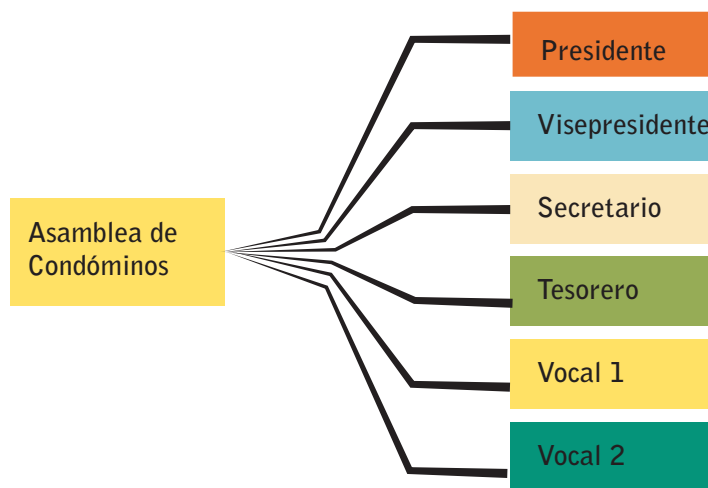 Presidente
Visepresidente
Secretario
Asamblea de
Condóminos
Tesorero
Vocal 1
Vocal 2